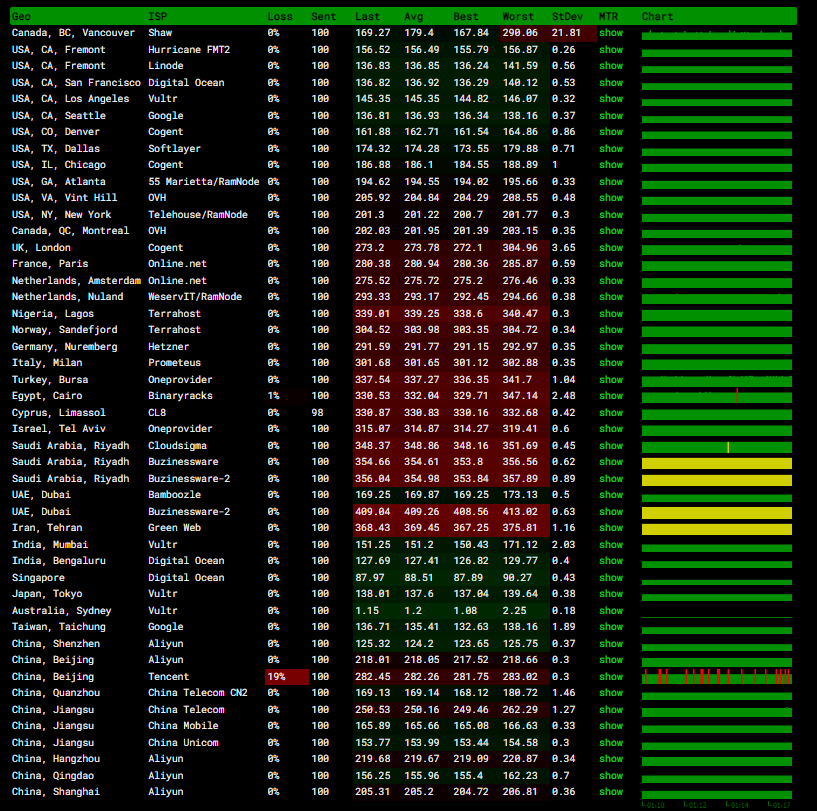 Geo ISP Loss Sent Last Avg Best Worst StDev MTR Chart
Canada, BC, Vancouver Shaw 0% 100 169.27 179.4 167.84 290.06 21.81 show
USA, CA, Fremont Hurricane FMT2 0% 100 156.52 156.49 155.79 156.87 0.26 show
USA, CA, Fremont Linode 0% 100 136.83 136.85 136.24 141.59 0.56 show
USA, CA, San Francisco Digital Ocean 0% 100 136.82 136.92 136.29 140.12 0.53 show
USA, CA, Los Angeles Vultr 0% 100 145.35 145.35 144.82 146.07 0.32 show
USA, CA, Seattle Google 0% 100 136.81 136.93 136.34 138.16 0.37 show
USA, CO, Denver Cogent 0% 100 161.88 162.71 161.54 164.86 0.86 show
USA, TX, Dallas Softlayer 0% 100 174.32 174.28 173.55 179.88 0.71 show
USA, IL, Chicago Cogent 0% 100 186.88 186.1 184.55 188.89 1 show
USA, GA, Atlanta 55 Marietta/RamNode 0% 100 194.62 194.55 194.02 195.66 0.33 show
USA, VA, Vint Hill OVH 0% 100 205.92 204.84 204.29 208.55 0.48 show
USA, NY, New York Telehouse/RamNode 0% 100 201.3 201.22 200.7 201.77 0.3 show
Canada, QC, Montreal OVH 0% 100 202.03 201.95 201.39 203.15 0.35 show
UK, London Cogent 0% 100 273.2 273.78 272.1 304.96 3.65 show
France, Paris Online.net 0% 100 280.38 280.94 280.36 285.87 0.59 show
Netherlands, Amsterdam Online.net 0% 100 275.52 275.72 275.2 276.46 0.33 show
Netherlands, Nuland WeservIT/RamNode 0% 100 293.33 293.17 292.45 294.66 0.38 show
Nigeria, Lagos Terrahost 0% 100 339.01 339.25 338.6 340.47 0.3 show
Norway, Sandefjord Terrahost 0% 100 304.52 303.98 303.35 304.72 0.34 show
Germany, Nuremberg Hetzner 0% 100 291.59 291.77 291.15 292.97 0.35 show
Italy, Milan Prometeus 0% 100 301.68 301.65 301.12 302.88 0.35 show
Turkey, Bursa Oneprovider 0% 100 337.54 337.27 336.35 341.7 1.04 show
Egypt, Cairo Binaryracks 1% 100 330.53 332.04 329.71 347.14 2.48 show
Cyprus, Limassol CL8 0% 98 330.87 330.83 330.16 332.68 0.42 show
Israel, Tel Aviv Oneprovider 0% 100 315.07 314.87 314.27 319.41 0.6 show
Saudi Arabia, Riyadh Cloudsigma 0% 100 348.37 348.86 348.16 351.69 0.45 show
Saudi Arabia, Riyadh Buzinessware 0% 100 354.66 354.61 353.8 356.56 0.62 show
Saudi Arabia, Riyadh Buzinessware-2 0% 100 356.04 354.98 353.84 357.89 0.89 show
UAE, Dubai Bamboozle 0% 100 169.25 169.87 169.25 173.13 0.5 show
UAE, Dubai Buzinessware-2 0% 100 409.04 409.26 408.56 413.02 0.63 show
Iran, Tehran Green Web 0% 100 368.43 369.45 367.25 375.81 1.16 show
India, Mumbai Vultr 0% 100 151.25 151.2 150.43 171.12 2.03 show
India, Bengaluru Digital Ocean 0% 100 127.69 127.41 126.82 129.77 0.4 show
Singapore Digital Ocean 0% 100 87.97 88.51 87.89 90.27 0.43 show
Japan, Tokyo Vultr 0% 100 138.01 137.6 137.04 139.64 0.38 show
Australia, Sydney Vultr 0% 100 1.15 1.2 1.08 2.25 0.18 show
Taiwan, Taichung Google 0% 100 136.71 135.41 132.63 138.16 1.89 show
China, Shenzhen Aliyun 0% 100 125.32 124.2 123.65 125.75 0.37 show
China, Beijing Aliyun 0% 100 218.01 218.05 217.52 218.66 0.3 show
China, Beijing Tencent 19% 100 282.45 282.26 281.75 283.02 0.3 show
China, Quanzhou China Telecom CN2 0% 100 169.13 169.14 168.12 180.72 1.46 show
China, Jiangsu China Telecom 0% 100 250.53 250.16 249.46 262.29 1.27 show
China, Jiangsu China Mobile 0% 100 165.89 165.66 165.08 166.63 0.33 show
China, Jiangsu China Unicom 0% 100 153.77 153.99 153.44 154.58 0.3 show
China, Hangzhou Aliyun 0% 100 219.68 219.67 219.09 220.87 0.34 show
China, Qingdao Aliyun 0% 100 156.25 155.96 155.4 162.23 0.7 show
China, Shanghai Aliyun 0% 100 205.31 205.2 204.72 206.81 0.36 show
01:10 01:12 01:14 01:17